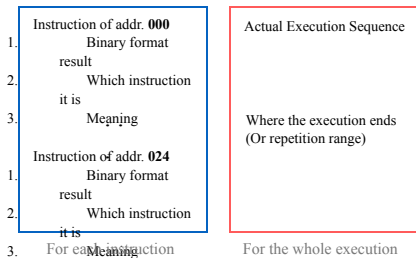 Instruction of addr. 000
1. Binary format
result
2. Which instruction
it is
3. Meaning
Instruction of addr. 024
1. Binary format
result
2. Which instruction
it is
3. Meaning
For each instruction
Actual Execution Sequence
Where the execution ends
(Or repetition range)
For the whole execution